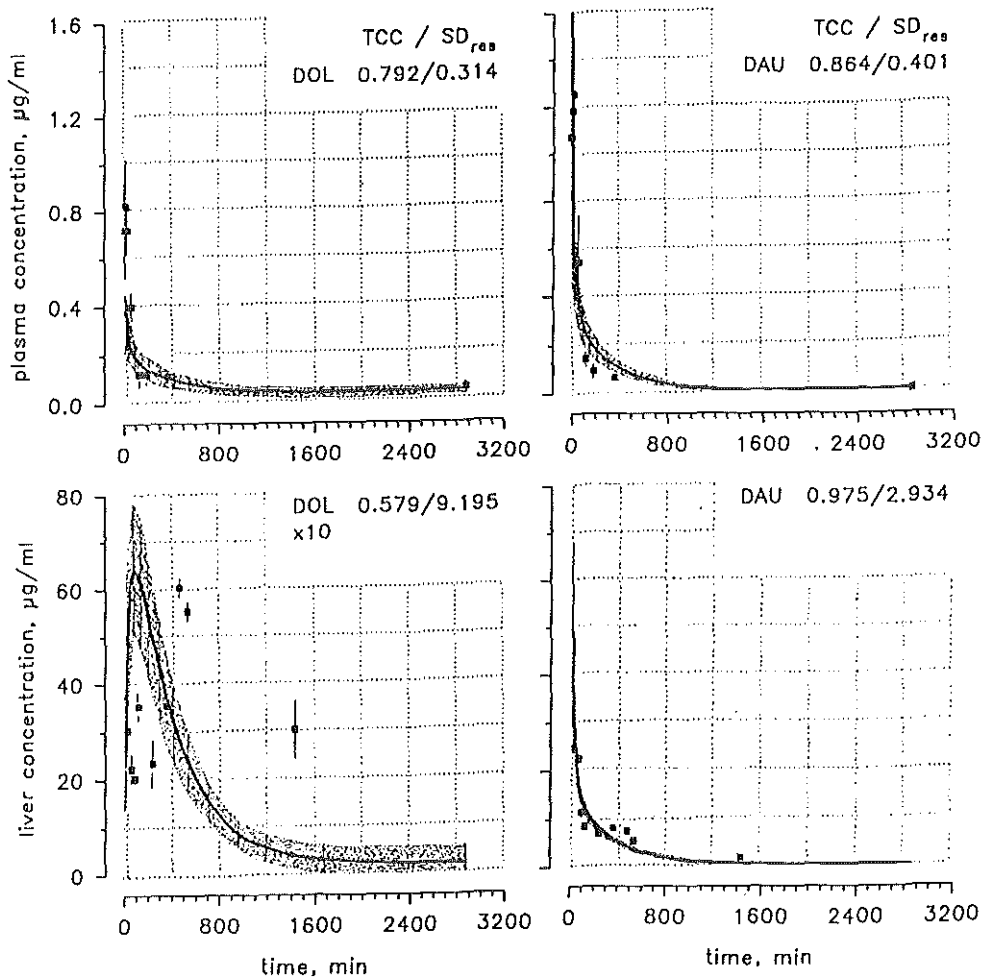 TCC / SDres
DOL 0.792/0.314
TCC / SDres
DAU 0.864/0.401
plasma concentration, µg/ml
1.6
1.2
0.8
0.4
0.0
0 800 1600 2400 3200
0 800 1600 . 2400 3200
DOL 0.579/9.195
x10
DAU 0.975/2.934
liver concentration, µg/ml
80
60
40
20
0
0 800 1600 2400 3200
0 800 1600 2400 3200
time, min
time, min